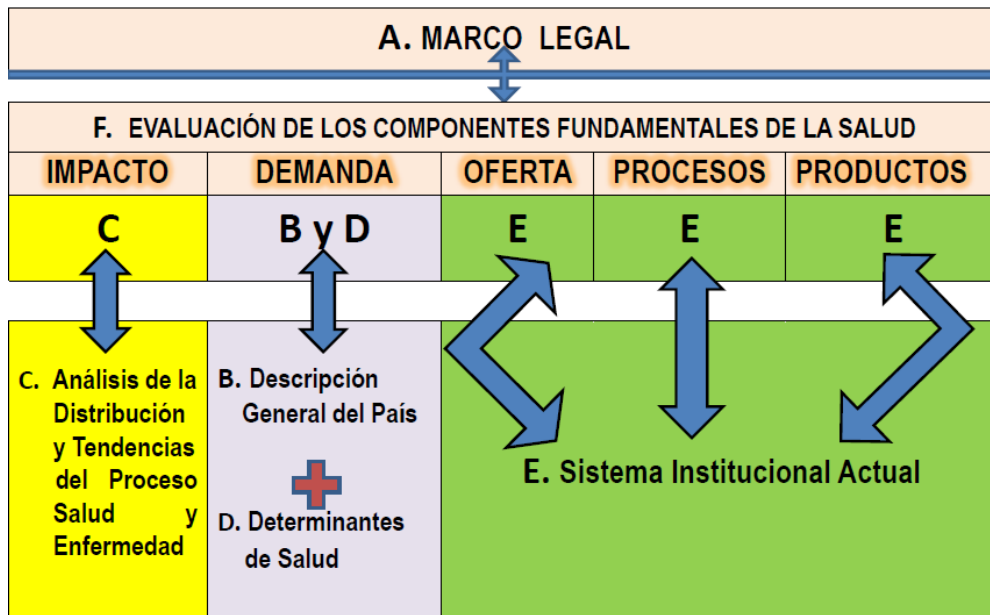 A. MARCO LEGAL
F. EVALUACIÓN DE LOS COMPONENTES FUNDAMENTALES DE LA SALUD
IMPACTO
DEMANDA
OFERTA
PROCESOS
PRODUCTOS
C
B y D
E
E
E
C. Análisis de la
Distribución
y Tendencias
del Proceso
Salud y
Enfermedad
B. Descripción
General del País
D. Determinantes
de Salud
E. Sistema Institucional Actual